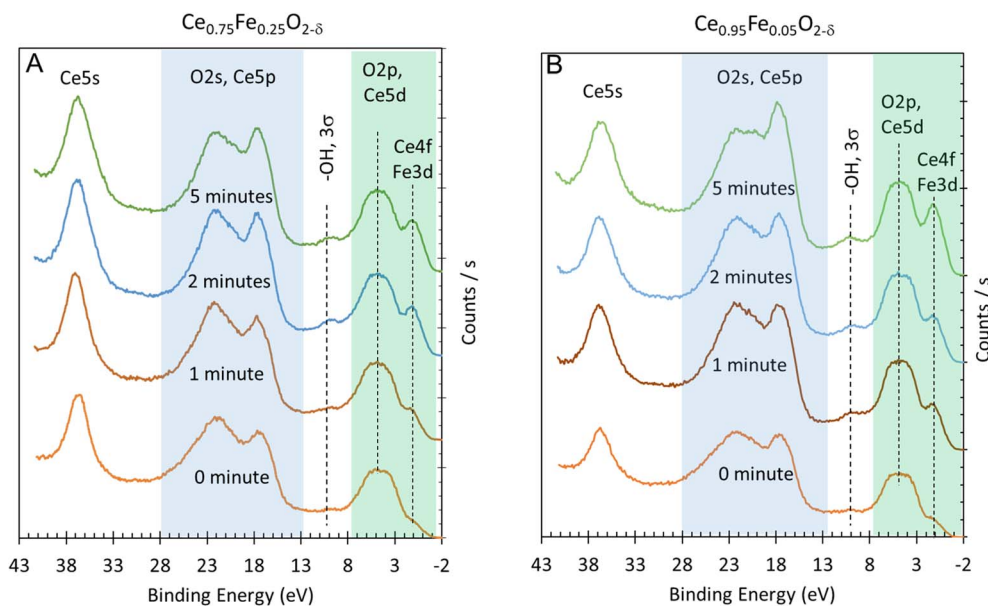 Ce0.75Fe0.25O2-δ
A
Ce5s
O2s, Ce5p
O2p,
Ce5d
-OH, 3σ
Ce4f
Fe3d
5 minutes
2 minutes
1 minute
0 minute
Counts / s
43 38 33 28 23 18 13 8 3 -2
Binding Energy (eV)
Ce0.95Fe0.05O2-δ
B
Ce5s
O2s, Ce5p
O2p,
Ce5d
-OH, 3σ
Ce4f
Fe3d
5 minutes
2 minutes
1 minute
0 minute
Counts / s
43 38 33 28 23 18 13 8 3 -2
Binding Energy (eV)